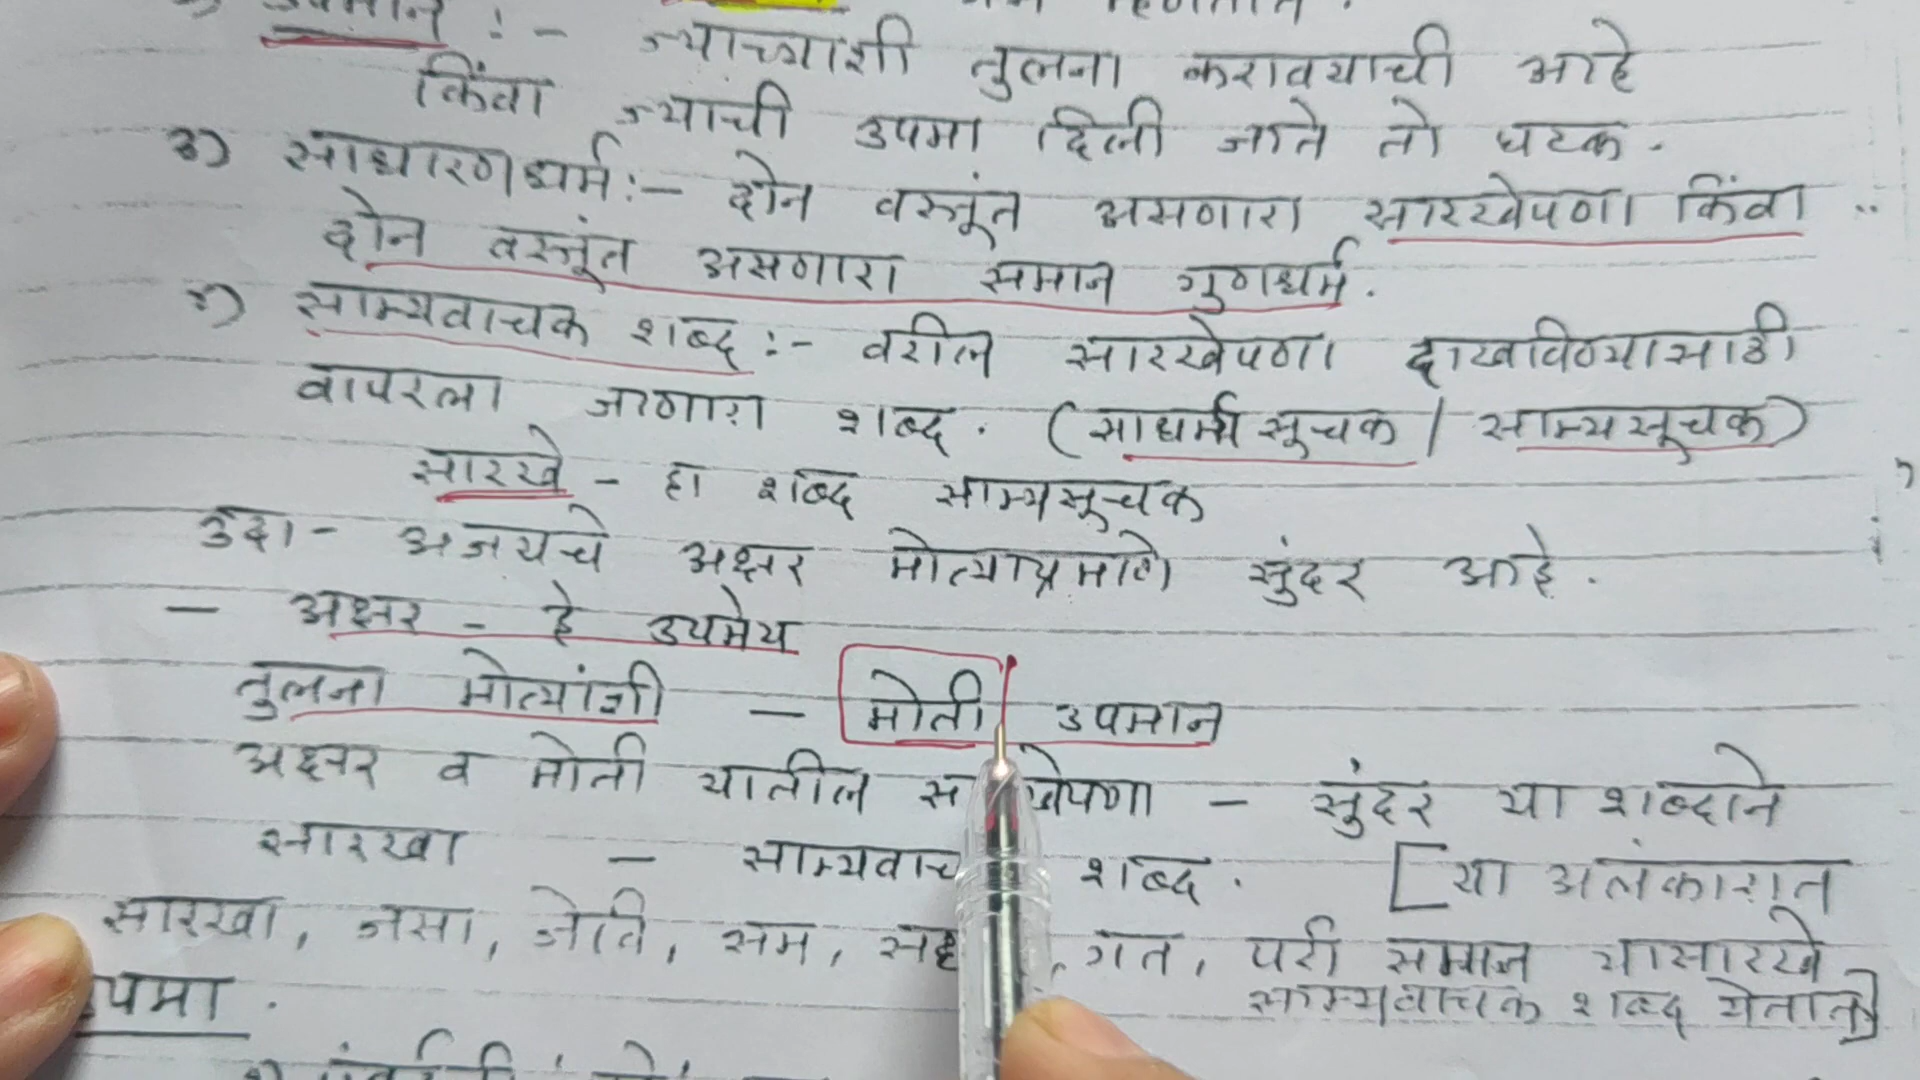 उपमान :- ज्याच्याशी तुलना करावयाची आहे
किंवा ज्याची उपमा दिली जाते तो घटक.
३) साधारणधर्म :- दोन वस्तूंत असणारा सारखेपणा किंवा
दोन वस्तूंत असणारा समान गुणधर्म.
४) साम्यवाचक शब्द :- वरील सारखेपणा दाखविण्यासाठी
वापरला जाणारा शब्द. (साधर्म्यसूचक / साम्यसूचक)
सारखे - हा शब्द साम्यसूचक
उदा - अजयचे अक्षर मोत्याप्रमाणे सुंदर आहे.
- अक्षर - हे उपमेय
तुलना मोत्यांशी - मोती उपमान
अक्षर व मोती यातील सारखेपणा - सुंदर या शब्दाने
सारखा - साम्यवाचक शब्द. [या अलंकारात
सारखा, जसा, जेवि, सम, , गत, परी समान यासारखे
साम्यवाचक शब्द येतात]
उपमा.